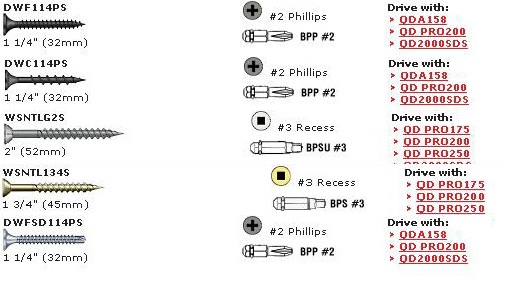 DWF114PS
#2 Phillips
Drive with:
> QDA158
BPP #2
> QD PRO200
1 1/4" (32mm)
> QD2000SDS
DWC114PS
#2 Phillips
Drive with:
> QDA158
BPP #2
> QD PRO200
1 1/4" (32mm)
> QD2000SDS
WSNTLG2S
#3 Recess
Drive with:
> QD PRO175
> QD PRO200
2" (52mm)
BPSU #3
> QD PRO250
WSNTL134S
#3 Recess
Drive with:
> QD PRO175
> QD PRO200
1 3/4" (45mm)
BPS #3
> QD PRO250
DWFSD114PS
#2 Phillips
Drive with:
> QDA158
BPP #2
> QD PRO200
1 1/4" (32mm)
> QD2000SDS